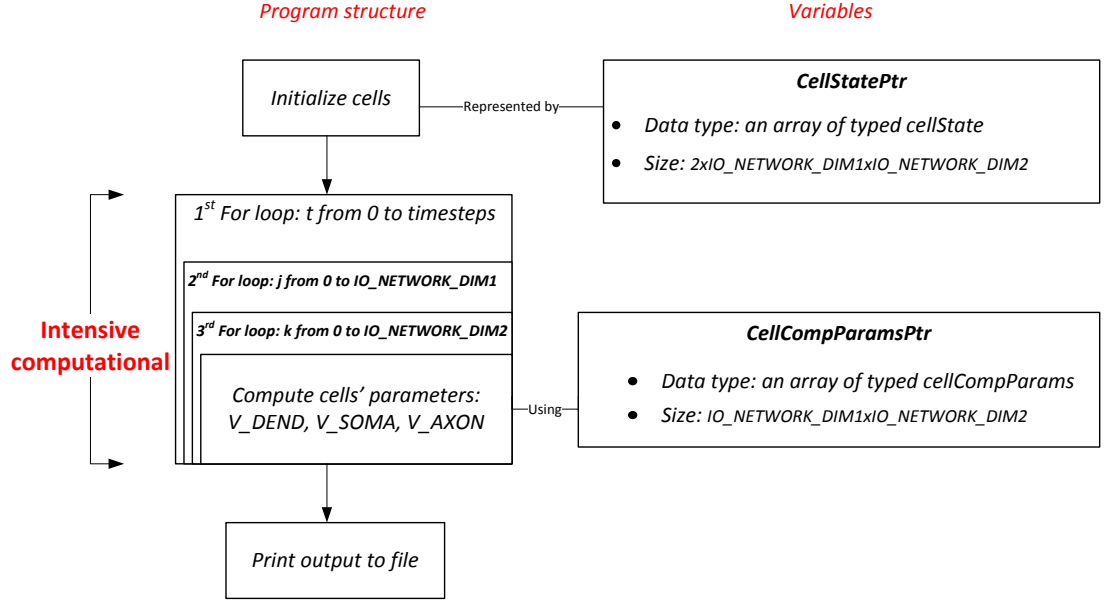 Program structure
Variables
Initialize cells
Represented by
CellStatePtr
• Data type: an array of typed cellState
• Size: 2xIO_NETWORK_DIM1xIO_NETWORK_DIM2
1st For loop: t from 0 to timesteps
2nd For loop: j from 0 to IO_NETWORK_DIM1
3rd For loop: k from 0 to IO_NETWORK_DIM2
Intensive
computational
Compute cells’ parameters:
V_DEND, V_SOMA, V_AXON
Using
CellCompParamsPtr
• Data type: an array of typed cellCompParams
• Size: IO_NETWORK_DIM1xIO_NETWORK_DIM2
Print output to file